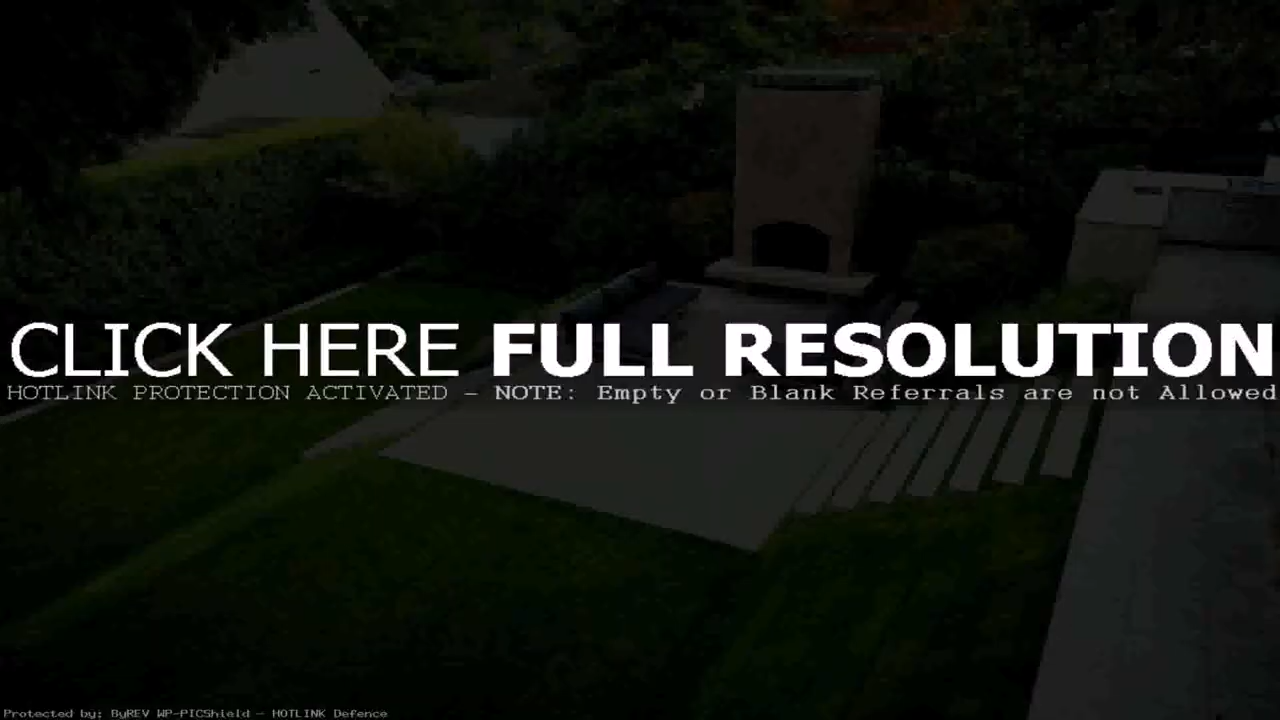 CLICK HERE FULL RESOLUTION
HOTLINK PROTECTION ACTIVATED - NOTE: Empty or Blank Referrals are not Allowed
Protected by: ByREV WP-PICShield - HOTLINK Defence